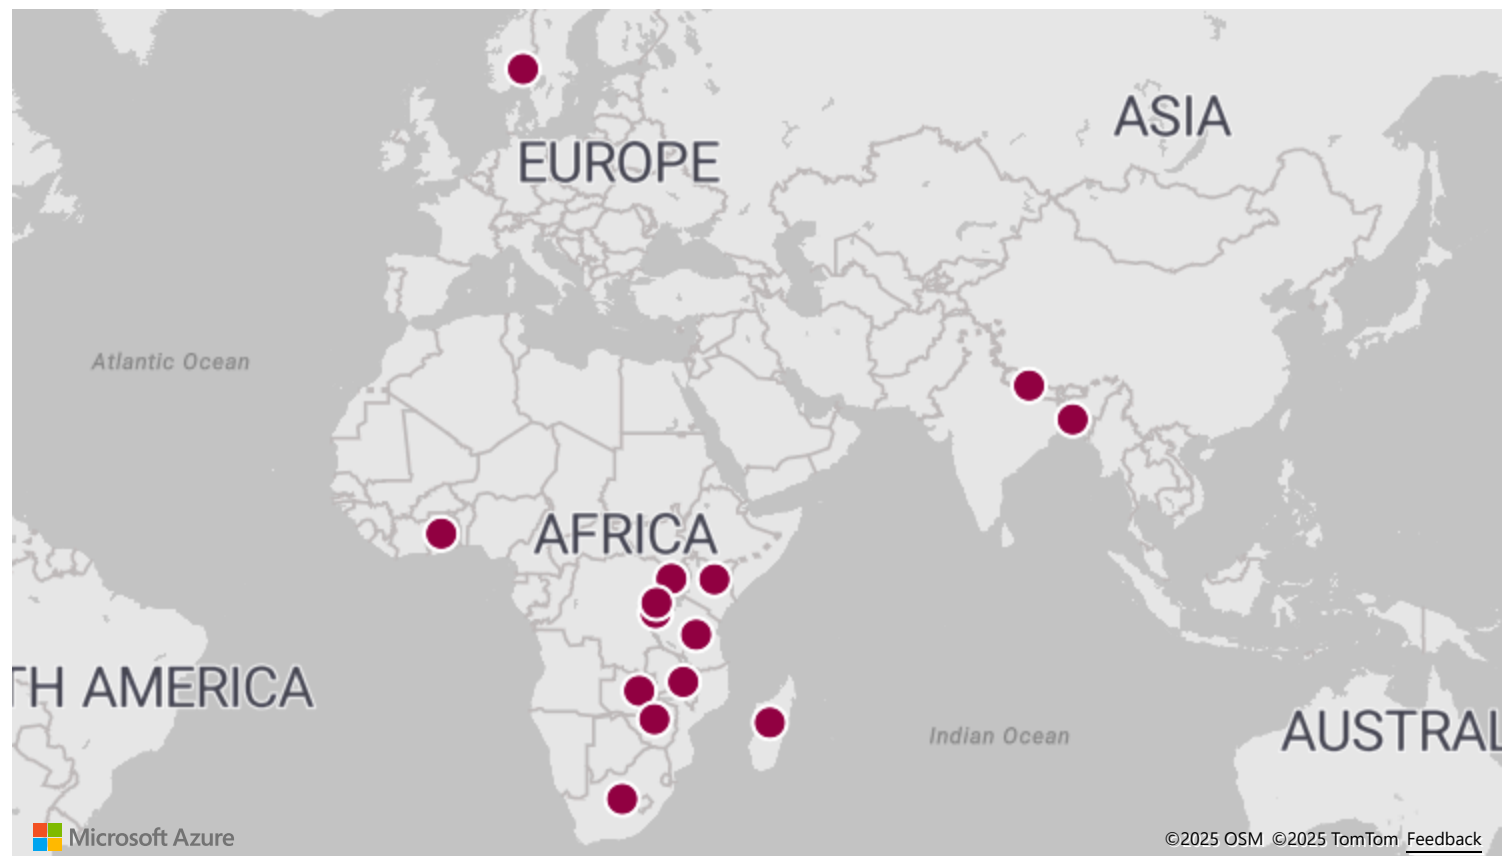 ASIA
EUROPE
Atlantic Ocean
AFRICA
TH AMERICA
Indian Ocean
AUSTRAL
Microsoft Azure
©2025 OSM ©2025 TomTom Feedback